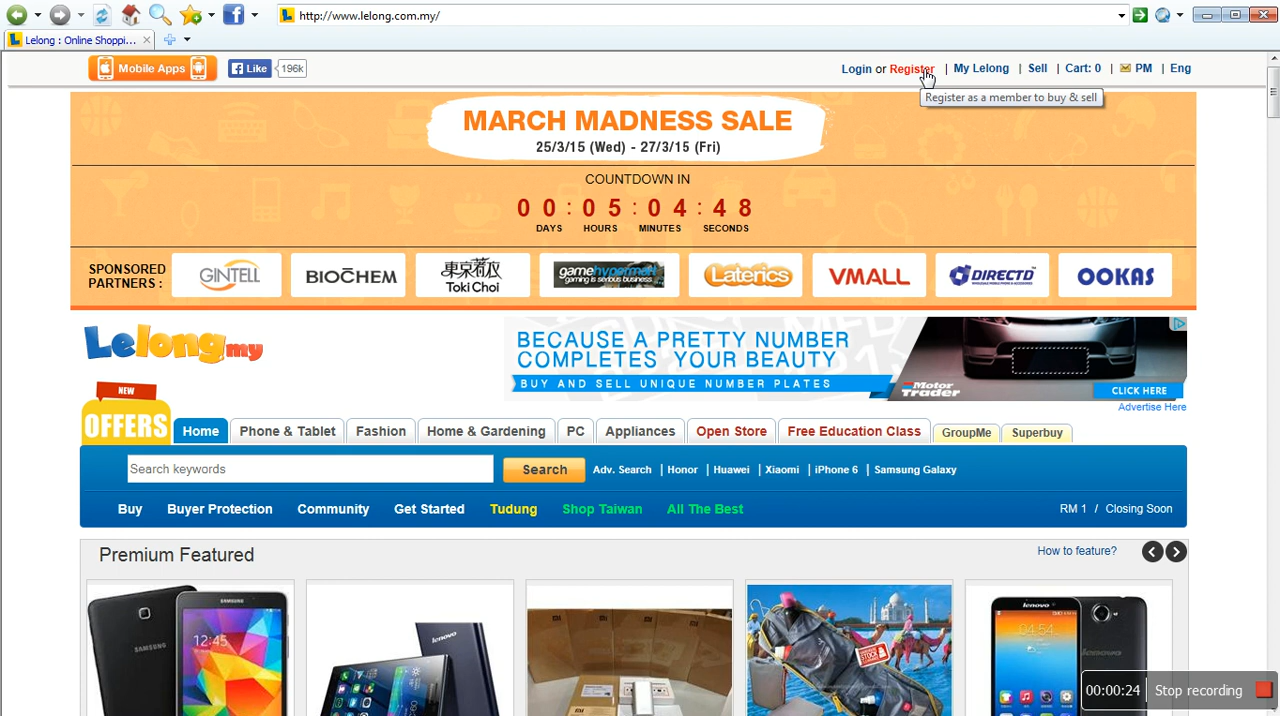 http://www.lelong.com.my/
Lelong : Online Shoppi...
Mobile Apps Like 196k Login or Register | My Lelong | Sell | Cart: 0 | PM | Eng
Register as a member to buy & sell
MARCH MADNESS SALE
25/3/15 (Wed) - 27/3/15 (Fri)
COUNTDOWN IN
0 0 : 0 5 : 0 4 : 4 8
DAYS HOURS MINUTES SECONDS
SPONSORED
PARTNERS :
GINTELL BIOCHEM 東京著衣 Toki Choi gamehypermart gaming is serious business Laterics VMALL DIRECTD OOKAS
Lelong my
BECAUSE A PRETTY NUMBER
COMPLETES YOUR BEAUTY
BUY AND SELL UNIQUE NUMBER PLATES
Motor
Trader
CLICK HERE
Advertise Here
NEW
OFFERS Home Phone & Tablet Fashion Home & Gardening PC Appliances Open Store Free Education Class GroupMe Superbuy
Search keywords Search Adv. Search | Honor | Huawei | Xiaomi | iPhone 6 | Samsung Galaxy
Buy Buyer Protection Community Get Started Tudung Shop Taiwan All The Best RM 1 / Closing Soon
Premium Featured How to feature?
SAMSUNG
12:45
lenovo
lenovo
04:54
00:00:24 Stop recording